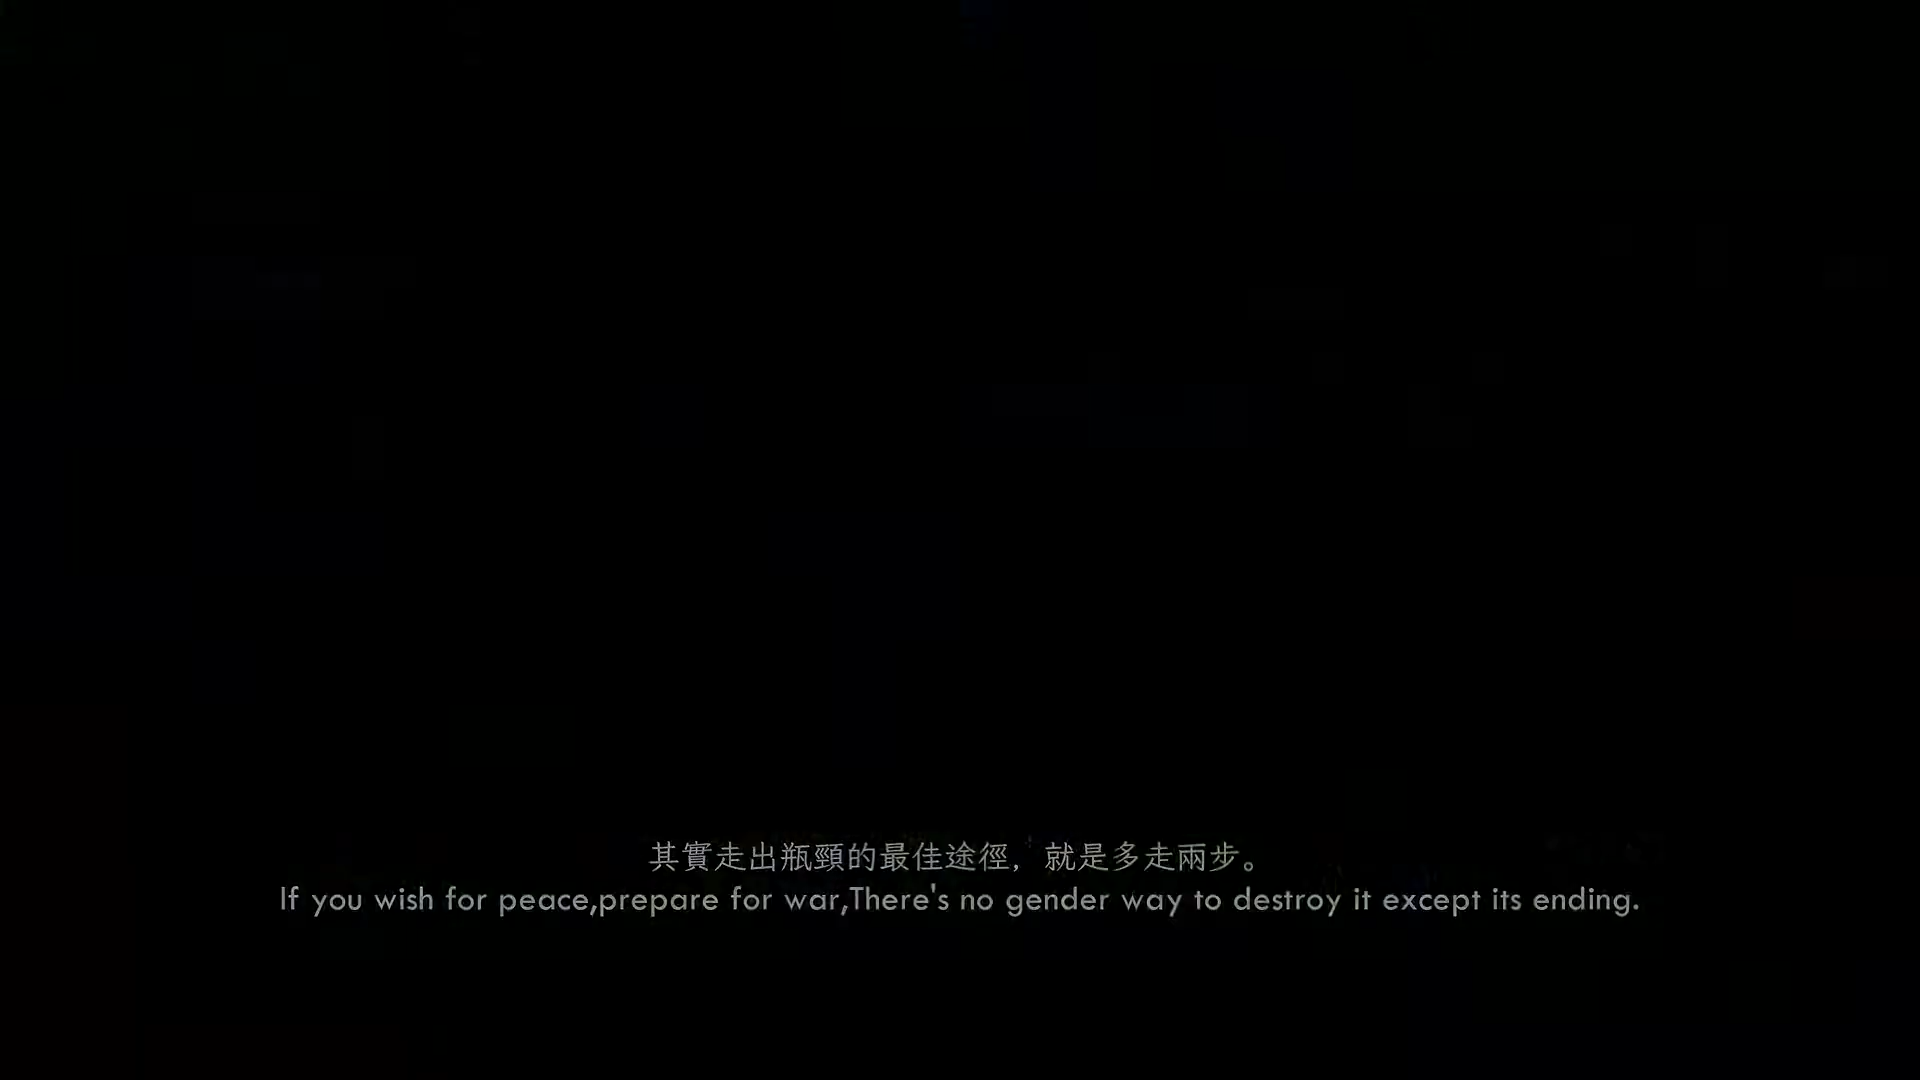 其實走出瓶頸的最佳途徑，就是多走兩步。
If you wish for peace,prepare for war,There's no gender way to destroy it except its ending.